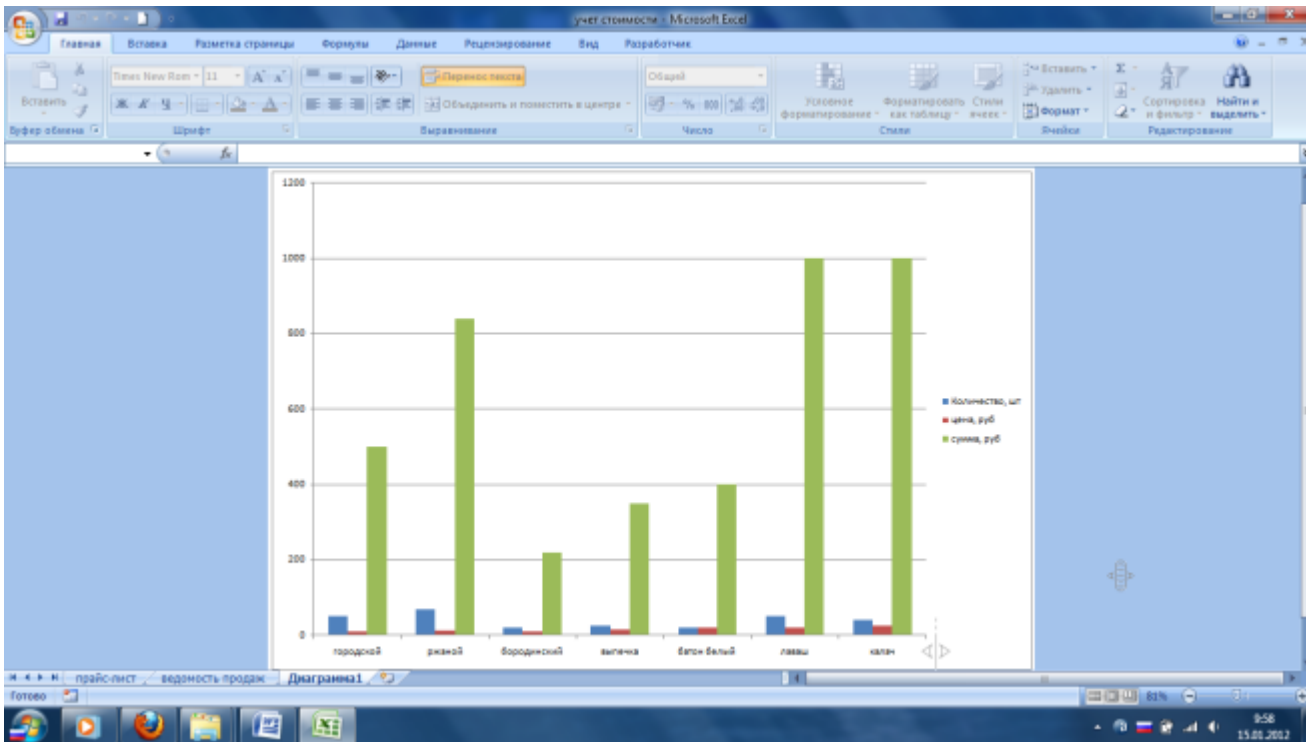 учет стоимости - Microsoft Excel
Главная Вставка Разметка страницы Формулы Данные Рецензирование Вид Разработчик
Times New Rom 11 A A Перенос текста Общий Вставить
Вставить Ж К Ч А Объединить и поместить в центре % 000 Условное форматирование Форматировать как таблицу Стили ячеек Удалить Формат Σ Сортировка и фильтр Найти и выделить
Буфер обмена Шрифт Выравнивание Число Стили Ячейки Редактирование
fx
1200
1000
800
600
400
200
0
Количество, шт
цена, руб
сумма, руб
городской ржаной бородинский выпечка батон белый лаваш калач
прайс-лист ведомость продаж Диаграмма1
Готово 81%
9:58
15.01.2012